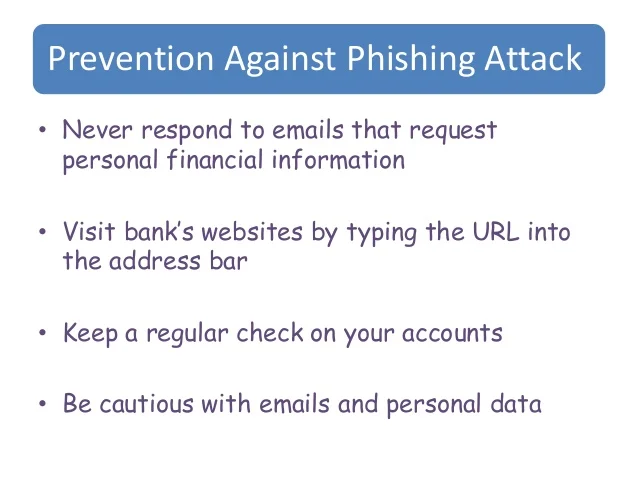 Prevention Against Phishing Attack
• Never respond to emails that request
personal financial information
• Visit bank’s websites by typing the URL into
the address bar
• Keep a regular check on your accounts
• Be cautious with emails and personal data